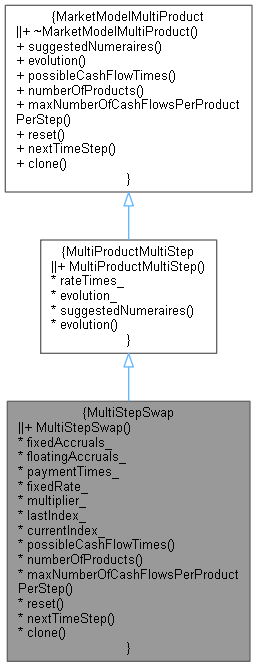 {MarketModelMultiProduct
||+ ~MarketModelMultiProduct()
+ suggestedNumeraires()
+ evolution()
+ possibleCashFlowTimes()
+ numberOfProducts()
+ maxNumberOfCashFlowsPerProduct
PerStep()
+ reset()
+ nextTimeStep()
+ clone()
}
{MultiProductMultiStep
||+ MultiProductMultiStep()
* rateTimes_
* evolution_
* suggestedNumeraires()
* evolution()
}
{MultiStepSwap
||+ MultiStepSwap()
* fixedAccruals_
* floatingAccruals_
* paymentTimes_
* fixedRate_
* multiplier_
* lastIndex_
* currentIndex_
* possibleCashFlowTimes()
* numberOfProducts()
* maxNumberOfCashFlowsPerProduct
PerStep()
* reset()
* nextTimeStep()
* clone()
}